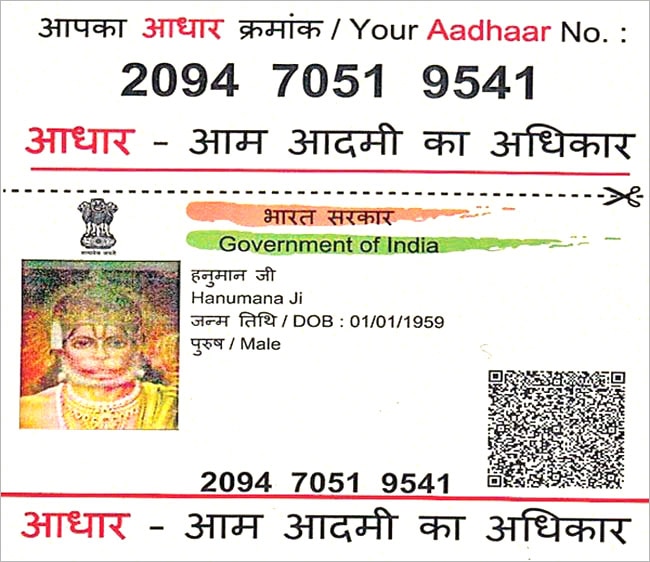 आपका आधार क्रमांक / Your Aadhaar No. :
2094 7051 9541
आधार - आम आदमी का अधिकार
भारत सरकार
Government of India
सत्यमेव जयते
हनुमान जी
Hanumana Ji
जन्म तिथि / DOB : 01/01/1959
पुरुष / Male
2094 7051 9541
आधार - आम आदमी का अधिकार